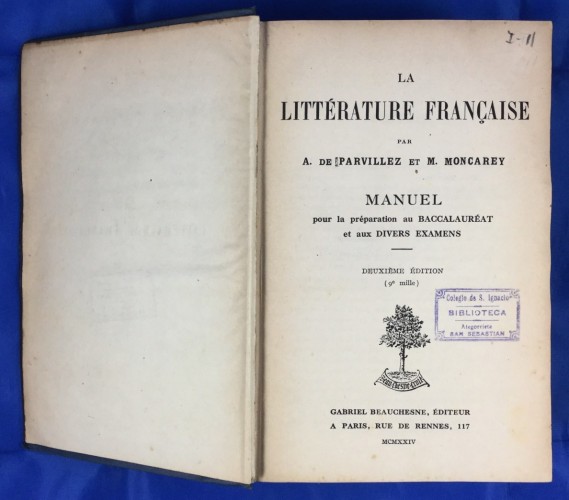 I-11
LA
LITTÉRATURE FRANÇAISE
PAR
A. DE PARVILLEZ ET M. MONCAREY
MANUEL
pour la préparation au BACCALAURÉAT
et aux DIVERS EXAMENS
DEUXIÈME ÉDITION
(9e mille)
Colegio de S. Ignacio
BIBLIOTECA
Ategorrieta
SAN SEBASTIAN
GABRIEL BEAUCHESNE, ÉDITEUR
A PARIS, RUE DE RENNES, 117
MCMXXIV